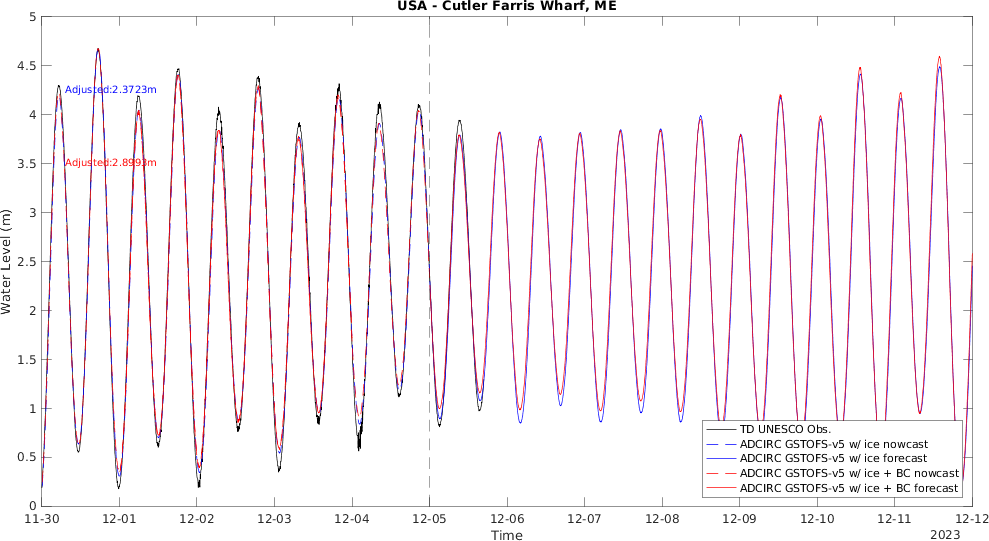 USA - Cutler Farris Wharf, ME
5
4.5
4
3.5
3
2.5
2
1.5
1
0.5
0
Water Level (m)
Adjusted:2.3723m
Adjusted:2.8993m
TD UNESCO Obs.
ADCIRC GSTOFS-v5 w/ ice nowcast
ADCIRC GSTOFS-v5 w/ ice forecast
ADCIRC GSTOFS-v5 w/ ice + BC nowcast
ADCIRC GSTOFS-v5 w/ ice + BC forecast
11-30 12-01 12-02 12-03 12-04 12-05 12-06 12-07 12-08 12-09 12-10 12-11 12-12
Time
2023